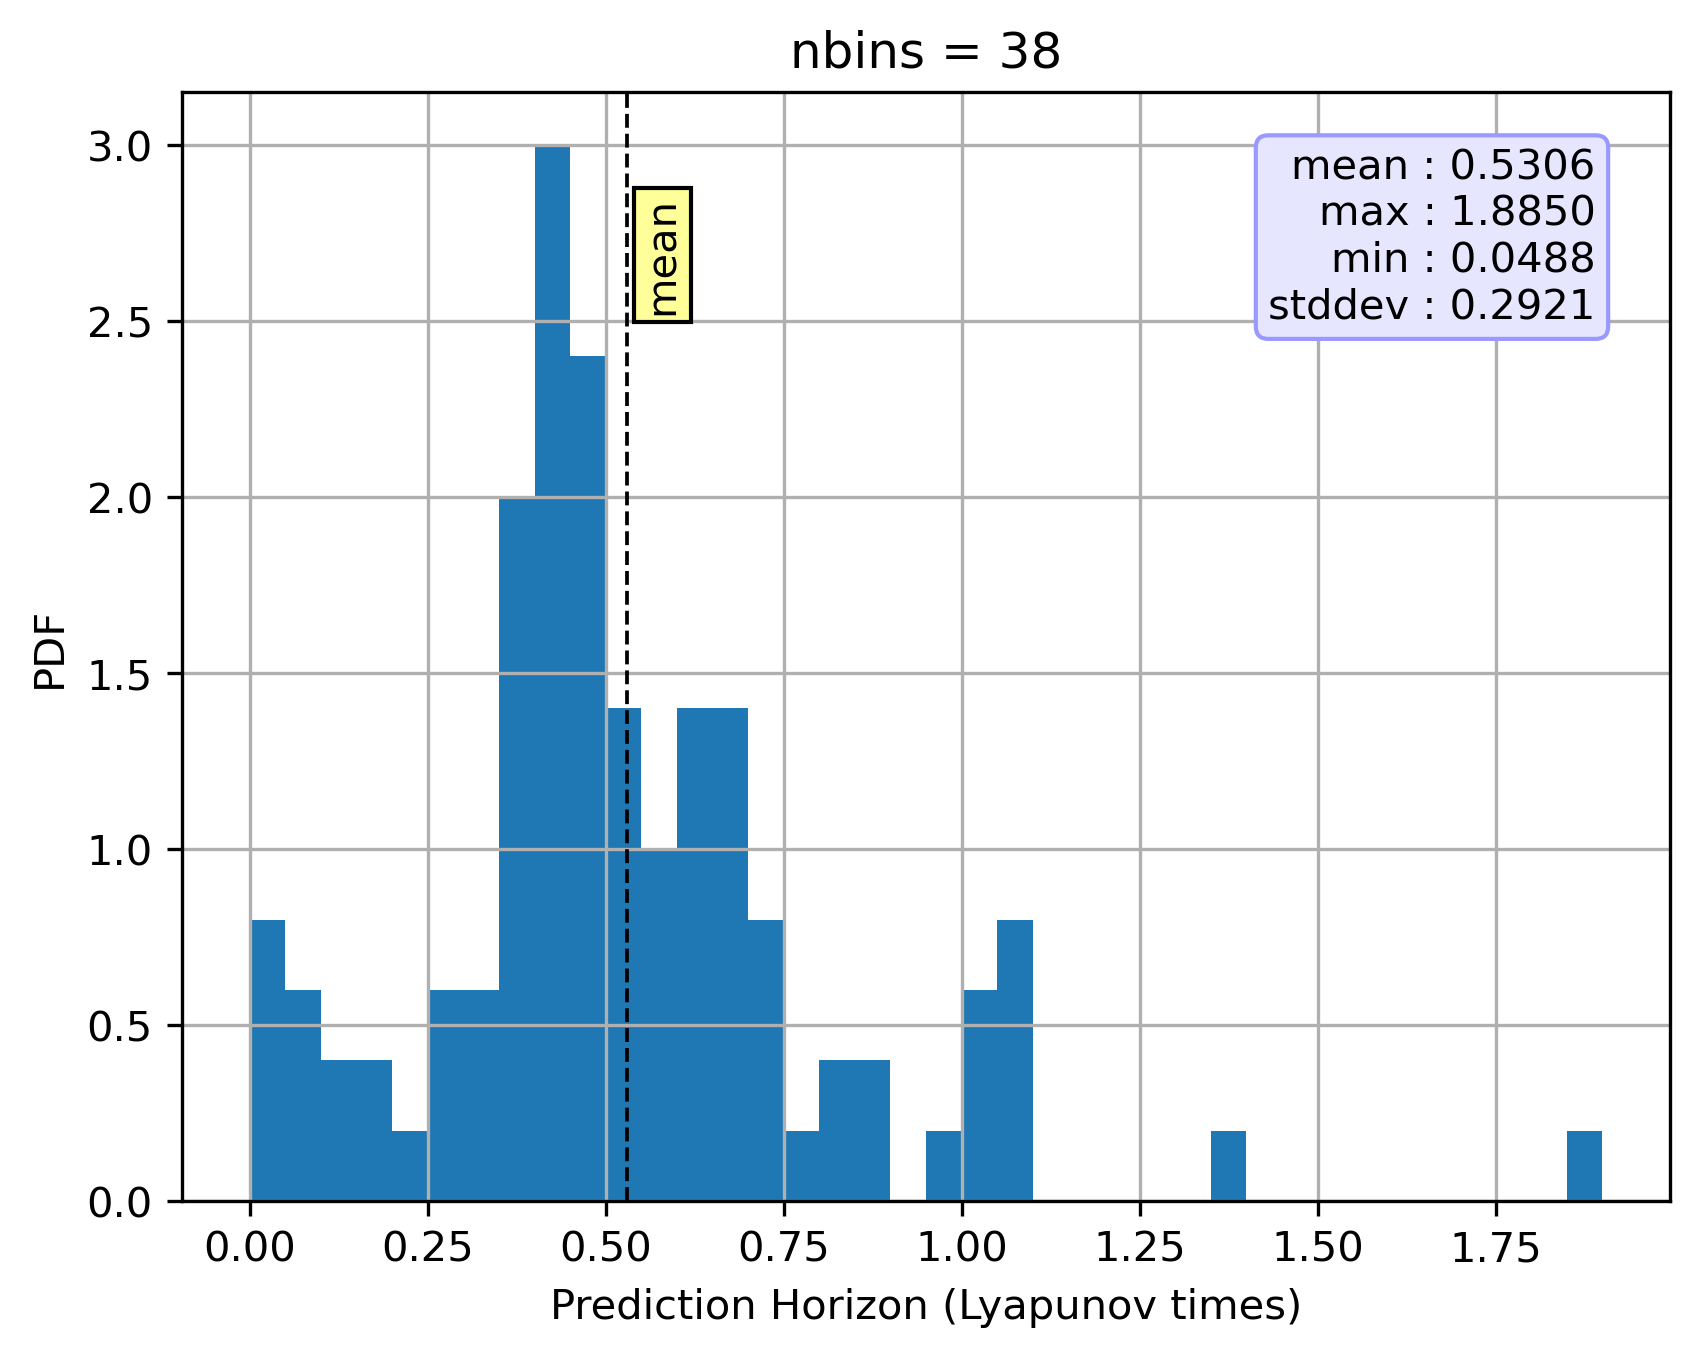 nbins = 38
3.0
2.5
2.0
1.5
1.0
0.5
0.0
PDF
mean
mean : 0.5306
max : 1.8850
min : 0.0488
stddev : 0.2921
0.00 0.25 0.50 0.75 1.00 1.25 1.50 1.75
Prediction Horizon (Lyapunov times)